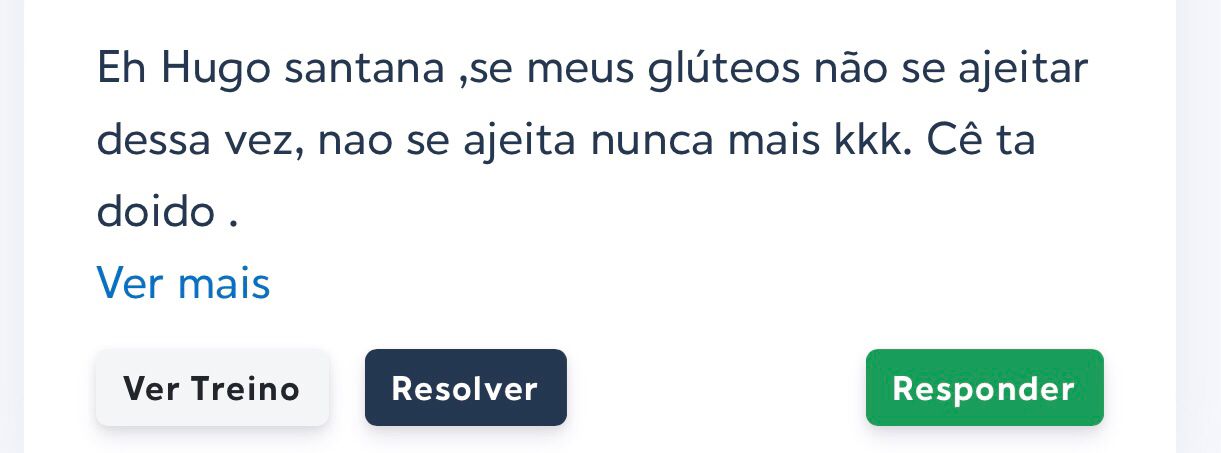 Eh Hugo santana ,se meus glúteos não se ajeitar
dessa vez, nao se ajeita nunca mais kkk. Cê ta
doido .
Ver mais
Ver Treino
Resolver
Responder